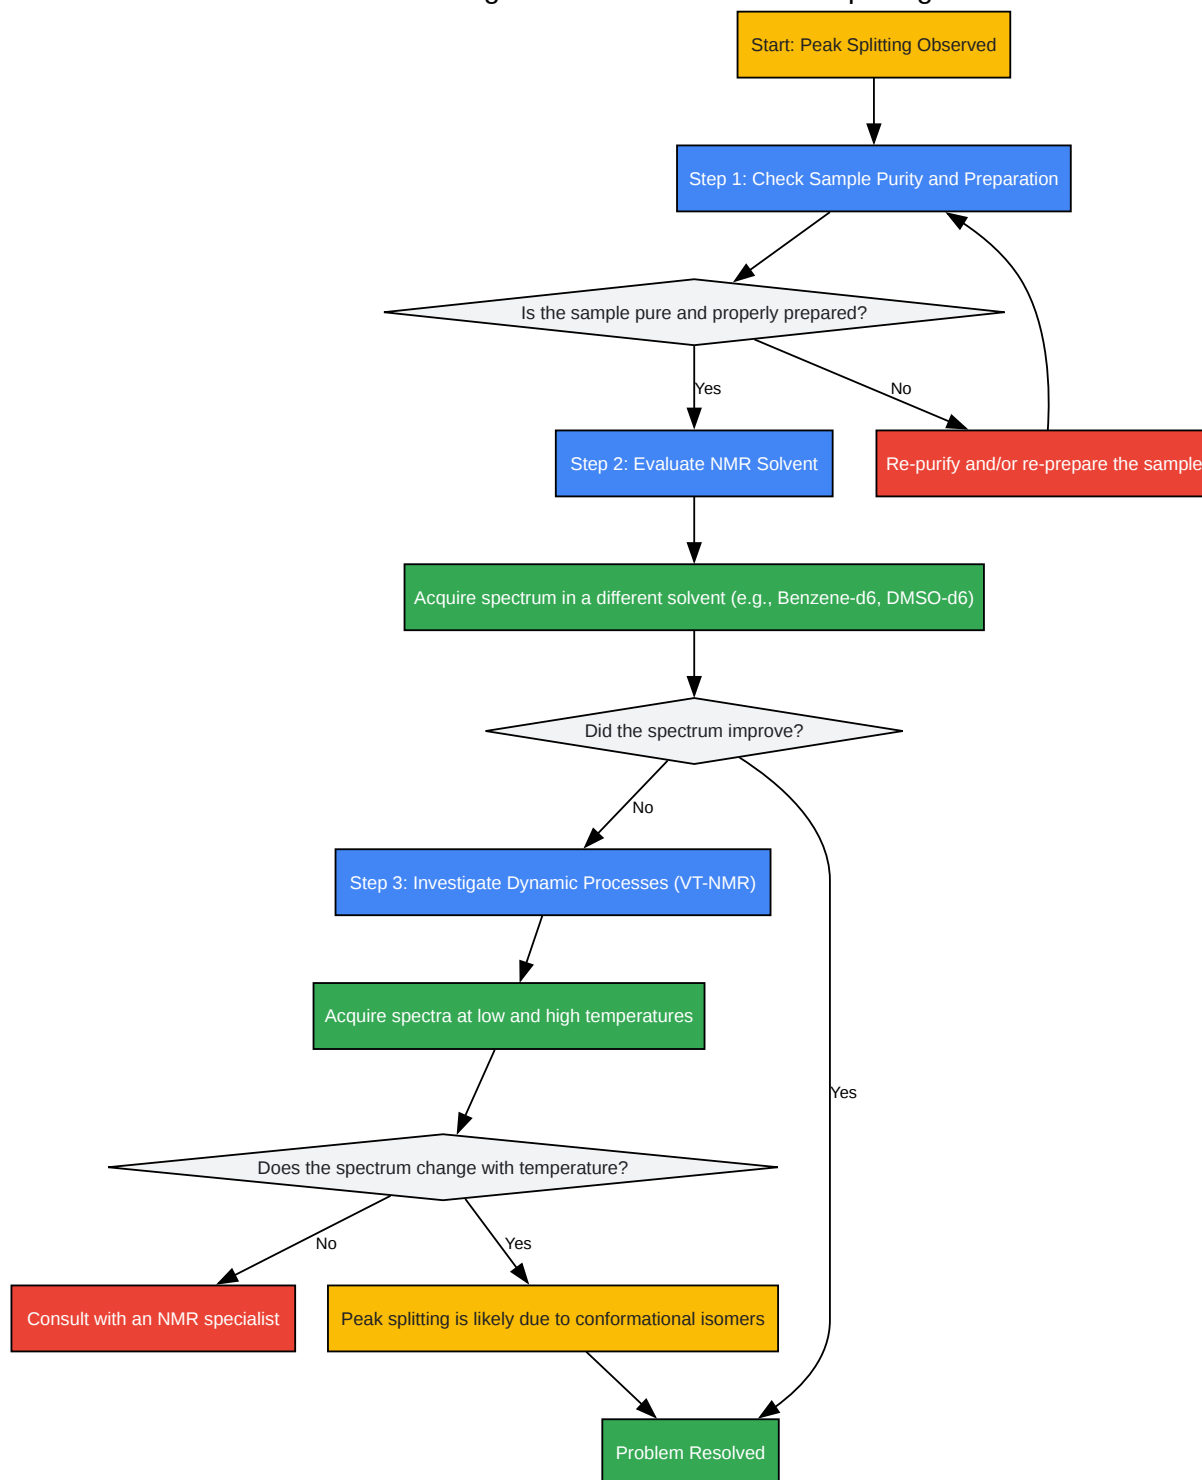 Start: Peak Splitting Observed
Step 1: Check Sample Purity and Preparation
Is the sample pure and properly prepared?
Yes
No
Step 2: Evaluate NMR Solvent
Re-purify and/or re-prepare the sample
Acquire spectrum in a different solvent (e.g., Benzene-d6, DMSO-d6)
Did the spectrum improve?
No
Step 3: Investigate Dynamic Processes (VT-NMR)
Acquire spectra at low and high temperatures
Yes
Does the spectrum change with temperature?
No
Yes
Consult with an NMR specialist
Peak splitting is likely due to conformational isomers
Problem Resolved